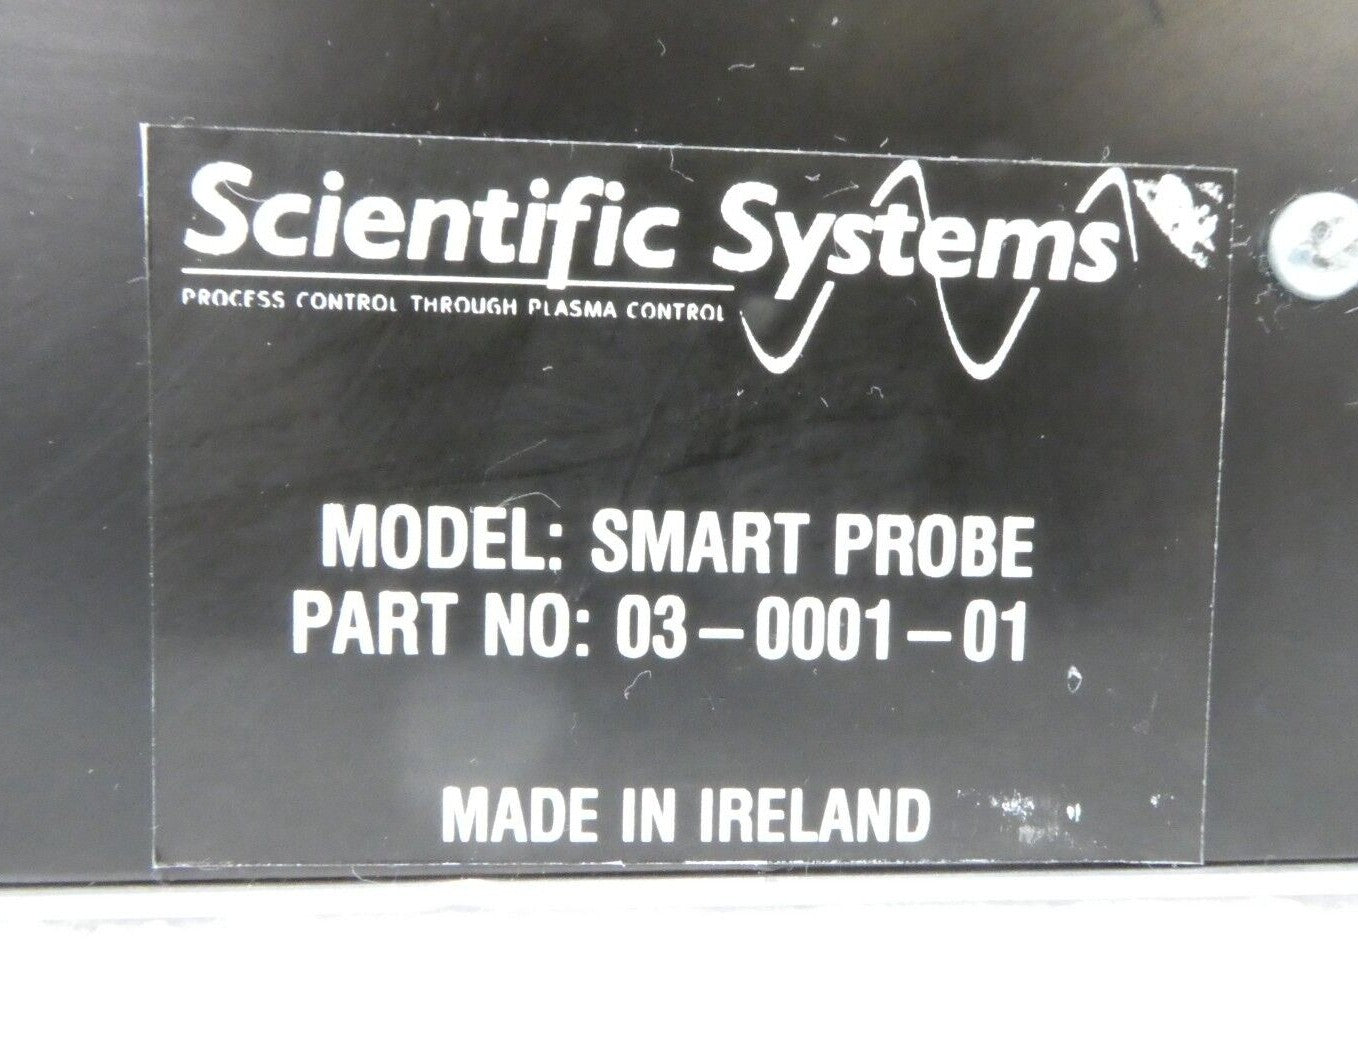 Scientific Systems
PROCESS CONTROL THROUGH PLASMA CONTROL
MODEL: SMART PROBE
PART NO: 03-0001-01
MADE IN IRELAND